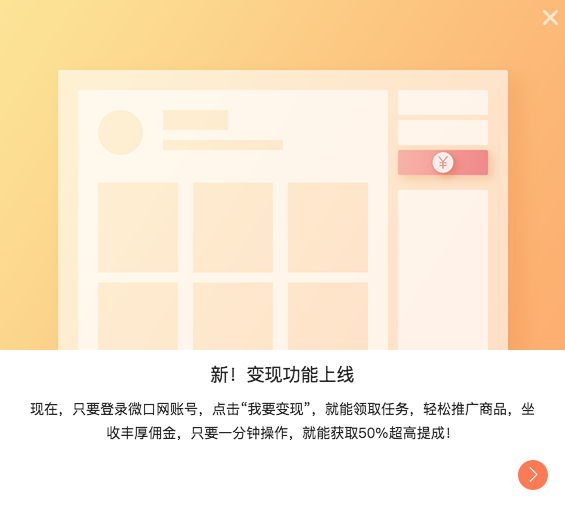 ¥
新！变现功能上线
现在，只要登录微口网账号，点击“我要变现”，就能领取任务，轻松推广商品，坐
收丰厚佣金，只要一分钟操作，就能获取50%超高提成！